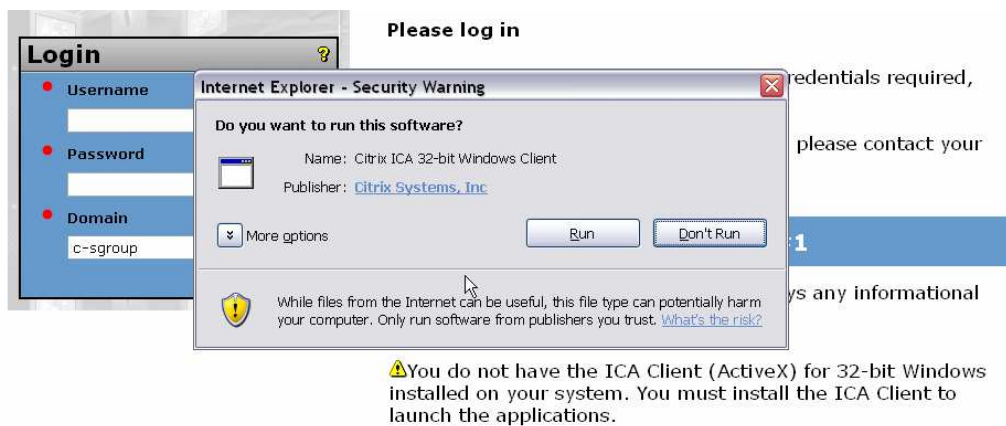 Please log in
Login
?
Username
redentials required,
Internet Explorer - Security Warning
Do you want to run this software?
Password
please contact your
Name: Citrix ICA 32-bit Windows Client
Publisher: Citrix Systems, Inc
Domain
c-sgroup
More options
Run
Don't Run
1
ys any informational
While files from the Internet can be useful, this file type can potentially harm
your computer. Only run software from publishers you trust. What's the risk?
You do not have the ICA Client (ActiveX) for 32-bit Windows
installed on your system. You must install the ICA Client to
launch the applications.